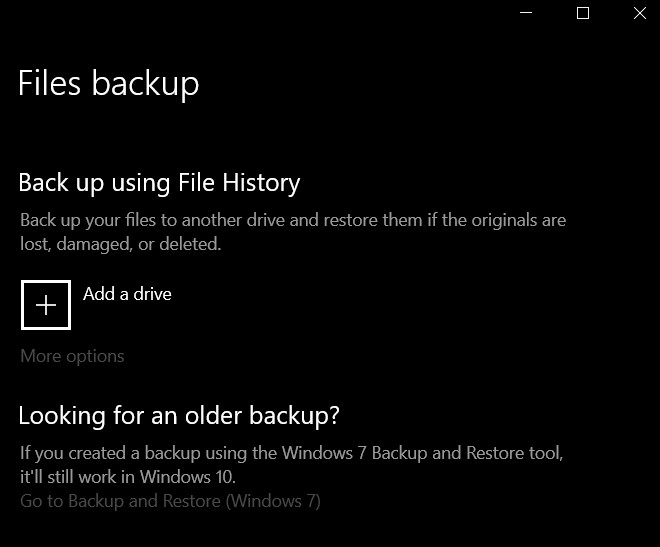 Files backup
Back up using File History
Back up your files to another drive and restore them if the originals are
lost, damaged, or deleted.
Add a drive
More options
Looking for an older backup?
If you created a backup using the Windows 7 Backup and Restore tool,
it'll still work in Windows 10.
Go to Backup and Restore (Windows 7)